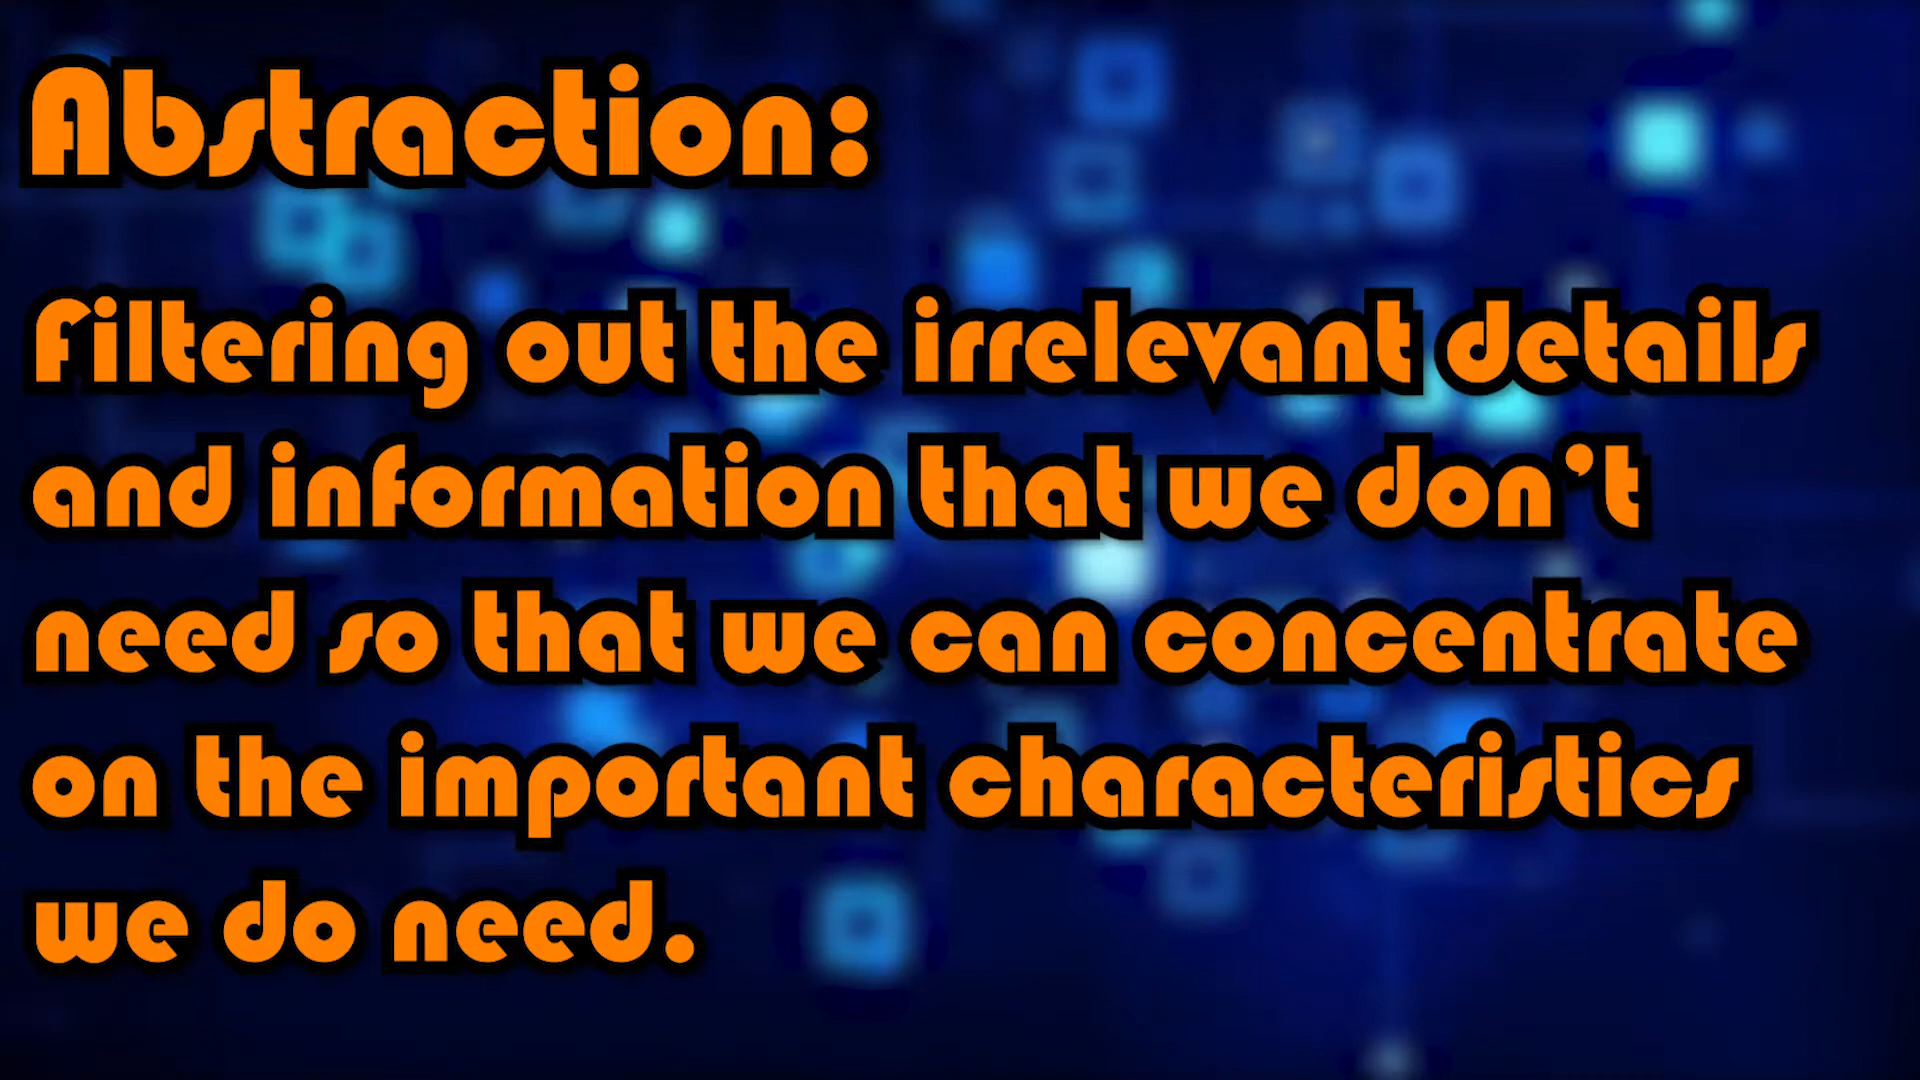 Abstraction:
Filtering out the irrelevant details
and information that we don't
need so that we can concentrate
on the important characteristics
we do need.